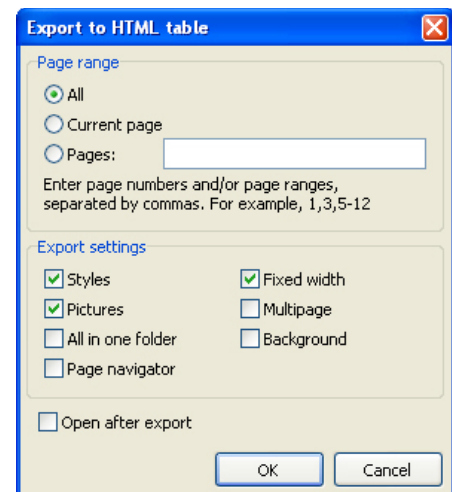 Export to HTML table
Page range
All
Current page
Pages:
Enter page numbers and/or page ranges,
separated by commas. For example, 1,3,5-12
Export settings
Styles Fixed width
Pictures Multipage
All in one folder Background
Page navigator
Open after export
OK Cancel